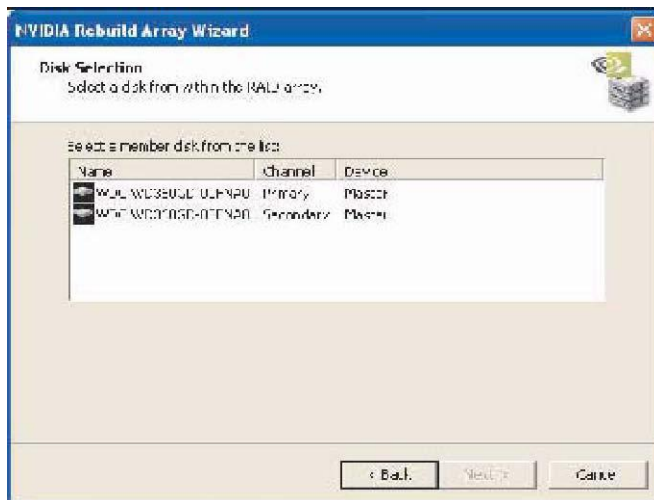 NVIDIA Rebuild Array Wizard
Disk Selection
Select a disk from within the RAID array.
Select a member disk from the list:
Name Channel Device
Primary Master
Secondary Master
< Back Next > Cancel